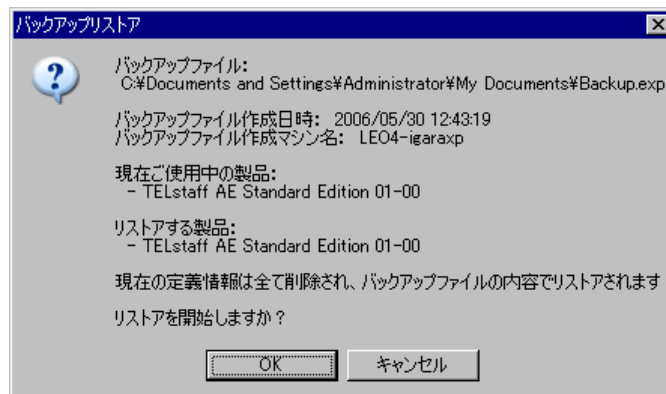 バックアップリストア
バックアップファイル:
C:¥Documents and Settings¥Administrator¥My Documents¥Backup.exp
バックアップファイル作成日時: 2006/05/30 12:43:19
バックアップファイル作成マシン名: LEO4-igaraxp
現在ご使用中の製品:
- TELstaff AE Standard Edition 01-00
リストアする製品:
- TELstaff AE Standard Edition 01-00
現在の定義情報は全て削除され、バックアップファイルの内容でリストアされます
リストアを開始しますか？
OK
キャンセル